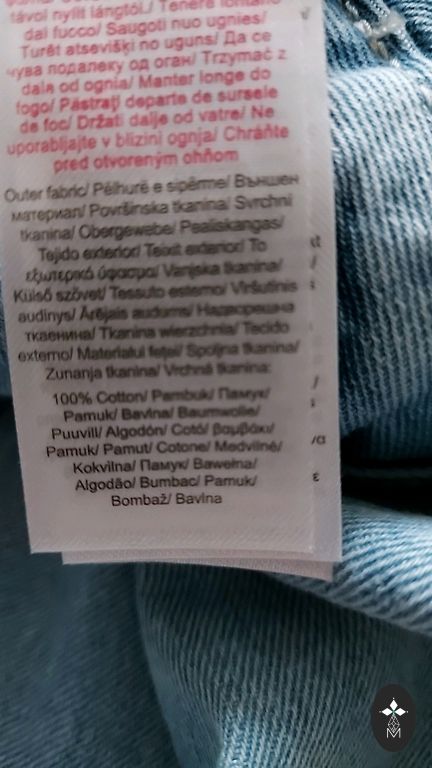 távol nyílt lángtól./ Tenere lontano
dal fuoco/ Saugoti nuo ugnies/
Turēt atsevišķi no uguns/ Да се
чува подалеку од оган/ Trzymać z
dala od ognia/ Manter longe do
fogo/ Păstraţi departe de sursele
de foc/ Držati dalje od vatre/ Ne
uporabljajte v blizini ognja/ Chráňte
pred otvoreným ohňom
Outer fabric/ Pëlhurë e sipërme/ Външен
материал/ Površinska tkanina/ Svrchní
tkanina/ Obergewebe/ Pealiskangas/
Tejido exterior/ Teixit exterior/ Το
εξωτερικό ύφασμα/ Vanjska tkanina/
Külső szövet/ Tessuto esterno/ Viršutinis
audinys/ Ārējais audums/ Надворешна
ткаенина/ Tkanina wierzchnia/ Tecido
externo/ Materialul feţei/ Spoljna tkanina/
Zunanja tkanina/ Vrchná tkanina:
100% Cotton/ Pambuk/ Памук/
Pamuk/ Bavlna/ Baumwolle/
Puuvill/ Algodón/ Cotó/ βαμβάκι/
Pamuk/ Pamut/ Cotone/ Medvilnė/
Kokvilna/ Памук/ Bawełna/
Algodão/ Bumbac/ Pamuk/
Bombaž/ Bavlna
M